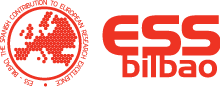 ESS - BILBAO, THE SPANISH CONTRIBUTION TO EUROPEAN RESEARCH EXCELLENCE
ESS
bilbao